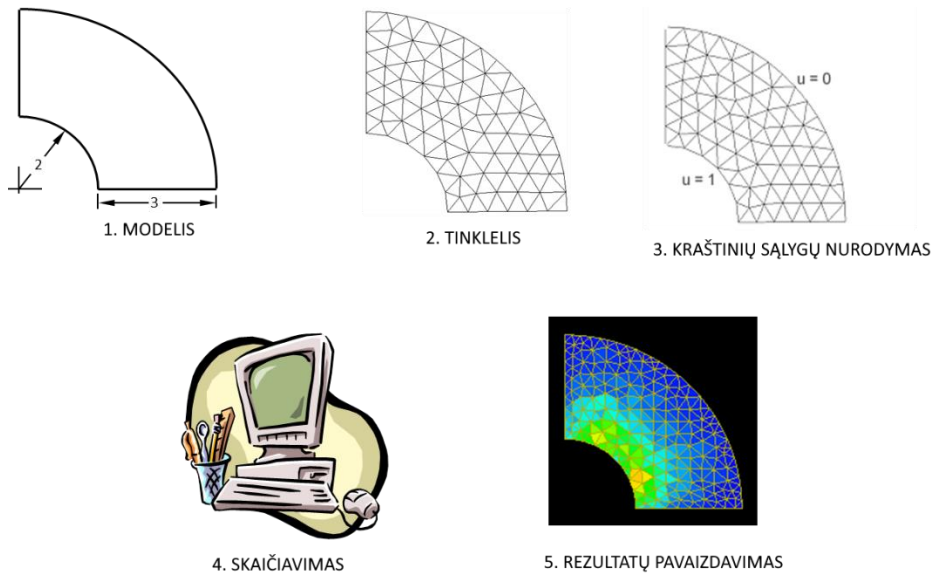 2
3
1. MODELIS
2. TINKLELIS
u = 0
u = 1
3. KRAŠTINIŲ SĄLYGŲ NURODYMAS
4. SKAIČIAVIMAS
5. REZULTATŲ PAVAIZDAVIMAS